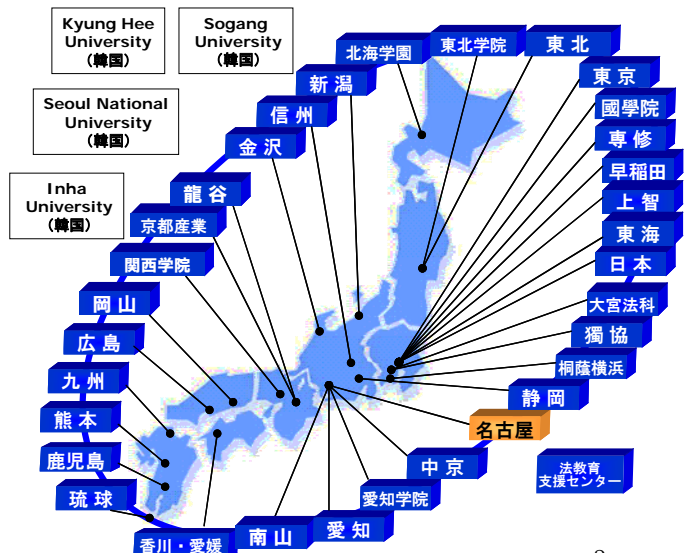 Kyung Hee
University
(韓国)
Sogang
University
(韓国)
Seoul National
University
(韓国)
Inha
University
(韓国)
北海学園
東北学院
東北
新潟
信州
金沢
龍谷
京都産業
関西学院
岡山
広島
九州
熊本
鹿児島
琉球
香川・愛媛
南山
愛知
愛知学院
中京
名古屋
静岡
桐蔭横浜
獨協
大宮法科
日本
東海
上智
早稲田
専修
國學院
東京
法教育
支援センター